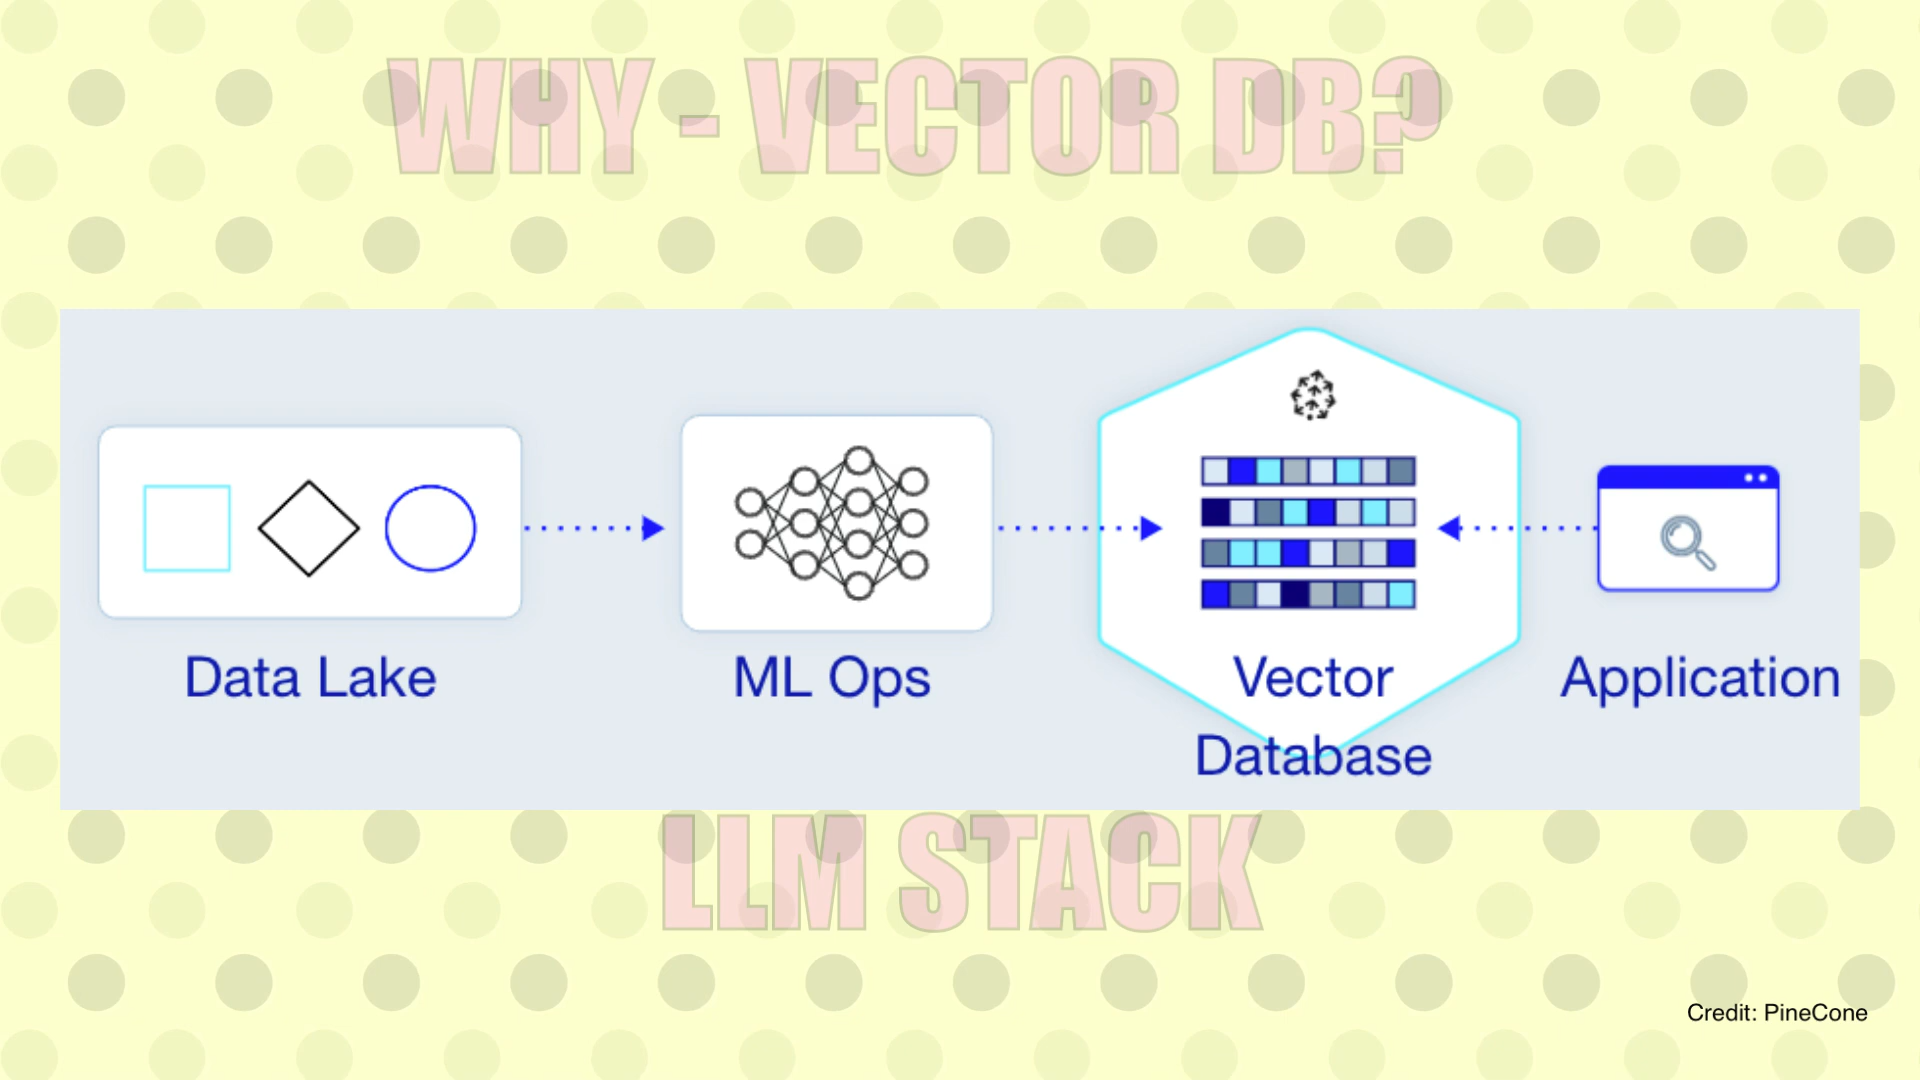 WHY - VECTOR DB?
Data Lake
ML Ops
Vector
Database
Application
LLM STACK
Credit: PineCone